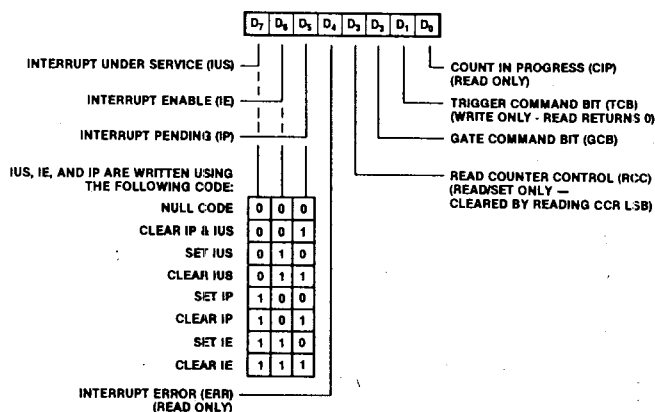 D7 D6 D5 D4 D3 D3 D1 D0
INTERRUPT UNDER SERVICE (IUS)
INTERRUPT ENABLE (IE)
INTERRUPT PENDING (IP)
IUS, IE, AND IP ARE WRITTEN USING
THE FOLLOWING CODE:
NULL CODE 0 0 0
CLEAR IP & IUS 0 0 1
SET IUS 0 1 0
CLEAR IUS 0 1 1
SET IP 1 0 0
CLEAR IP 1 0 1
SET IE 1 1 0
CLEAR IE 1 1 1
INTERRUPT ERROR (ERR)
(READ ONLY)
COUNT IN PROGRESS (CIP)
(READ ONLY)
TRIGGER COMMAND BIT (TCB)
(WRITE ONLY - READ RETURNS 0)
GATE COMMAND BIT (GCB)
READ COUNTER CONTROL (RCC)
(READ/SET ONLY —
CLEARED BY READING CCR LSB)